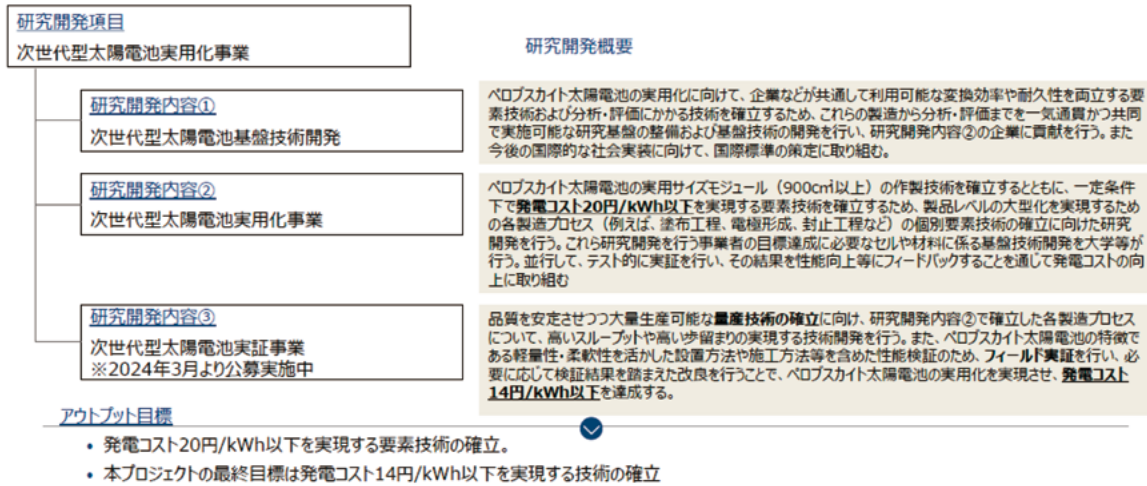 研究開発項目
次世代型太陽電池実用化事業
研究開発概要
研究開発内容①
次世代型太陽電池基盤技術開発
ペロブスカイト太陽電池の実用化に向けて、企業などが共通して利用可能な変換効率や耐久性を両立する要
素技術および分析・評価にかかる技術を確立するため、これらの製造から分析・評価までを一気通貫かつ共同
で実施可能な研究基盤の整備および基盤技術の開発を行い、研究開発内容②の企業に貢献を行う。また
今後の国際的な社会実装に向けて、国際標準の策定に取り組む。
研究開発内容②
次世代型太陽電池実用化事業
ペロブスカイト太陽電池の実用サイズモジュール（900c㎡以上）の作製技術を確立するとともに、一定条件
下で発電コスト20円/kWh以下を実現する要素技術を確立するため、製品レベルの大型化を実現するため
の各製造プロセス（例えば、塗布工程、電極形成、封止工程など）の個別要素技術の確立に向けた研究
開発を行う。これら研究開発を行う事業者の目標達成に必要なセルや材料に係る基盤技術開発を大学等が
行う。並行して、テスト的に実証を行い、その結果を性能向上等にフィードバックすることを通じて発電コストの向
上に取り組む
研究開発内容③
次世代型太陽電池実証事業
※2024年3月より公募実施中
品質を安定させつつ大量生産可能な量産技術の確立に向け、研究開発内容②で確立した各製造プロセス
について、高いスループットや高い歩留まりの実現する技術開発を行う。また、ペロブスカイト太陽電池の特徴で
ある軽量性・柔軟性を活かした設置方法や施工方法等を含めた性能検証のため、フィールド実証を行い、必
要に応じて検証結果を踏まえた改良を行うことで、ペロブスカイト太陽電池の実用化を実現させ、発電コスト
14円/kWh以下を達成する。
アウトプット目標
• 発電コスト20円/kWh以下を実現する要素技術の確立。
• 本プロジェクトの最終目標は発電コスト14円/kWh以下を実現する技術の確立